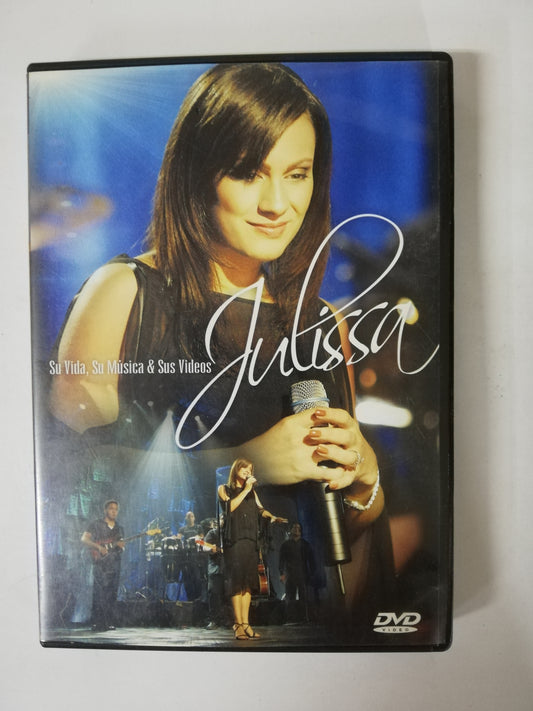 Su Vida, Su Música & Sus Videos
Julissa
DVD
VIDEO